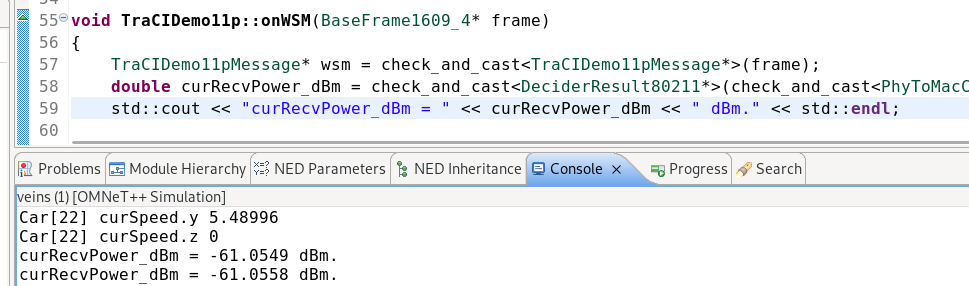 55 void TraCIDemo11p::onWSM(BaseFrame1609_4* frame)
56 {
57 TraCIDemo11pMessage* wsm = check_and_cast<TraCIDemo11pMessage*>(frame);
58 double curRecvPower_dBm = check_and_cast<DeciderResult80211*>(check_and_cast<PhyToMacC
59 std::cout << "curRecvPower_dBm = " << curRecvPower_dBm << " dBm." << std::endl;
60
Problems Module Hierarchy NED Parameters NED Inheritance Console Progress Search
veins (1) [OMNeT++ Simulation]
Car[22] curSpeed.y 5.48996
Car[22] curSpeed.z 0
curRecvPower_dBm = -61.0549 dBm.
curRecvPower_dBm = -61.0558 dBm.